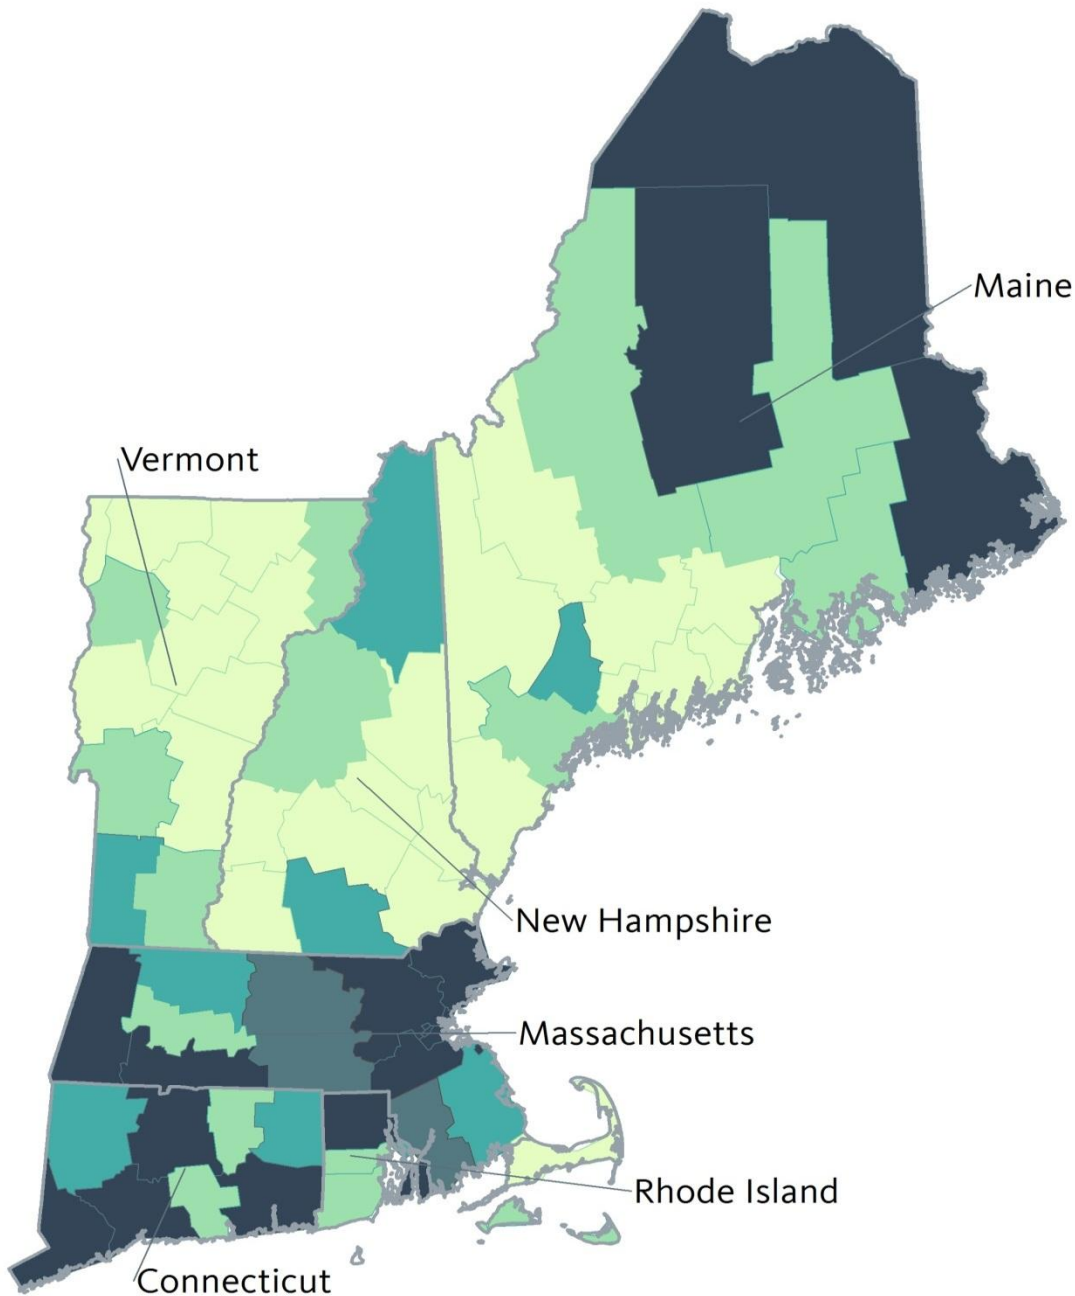 Maine
Vermont
New Hampshire
Massachusetts
Rhode Island
Connecticut